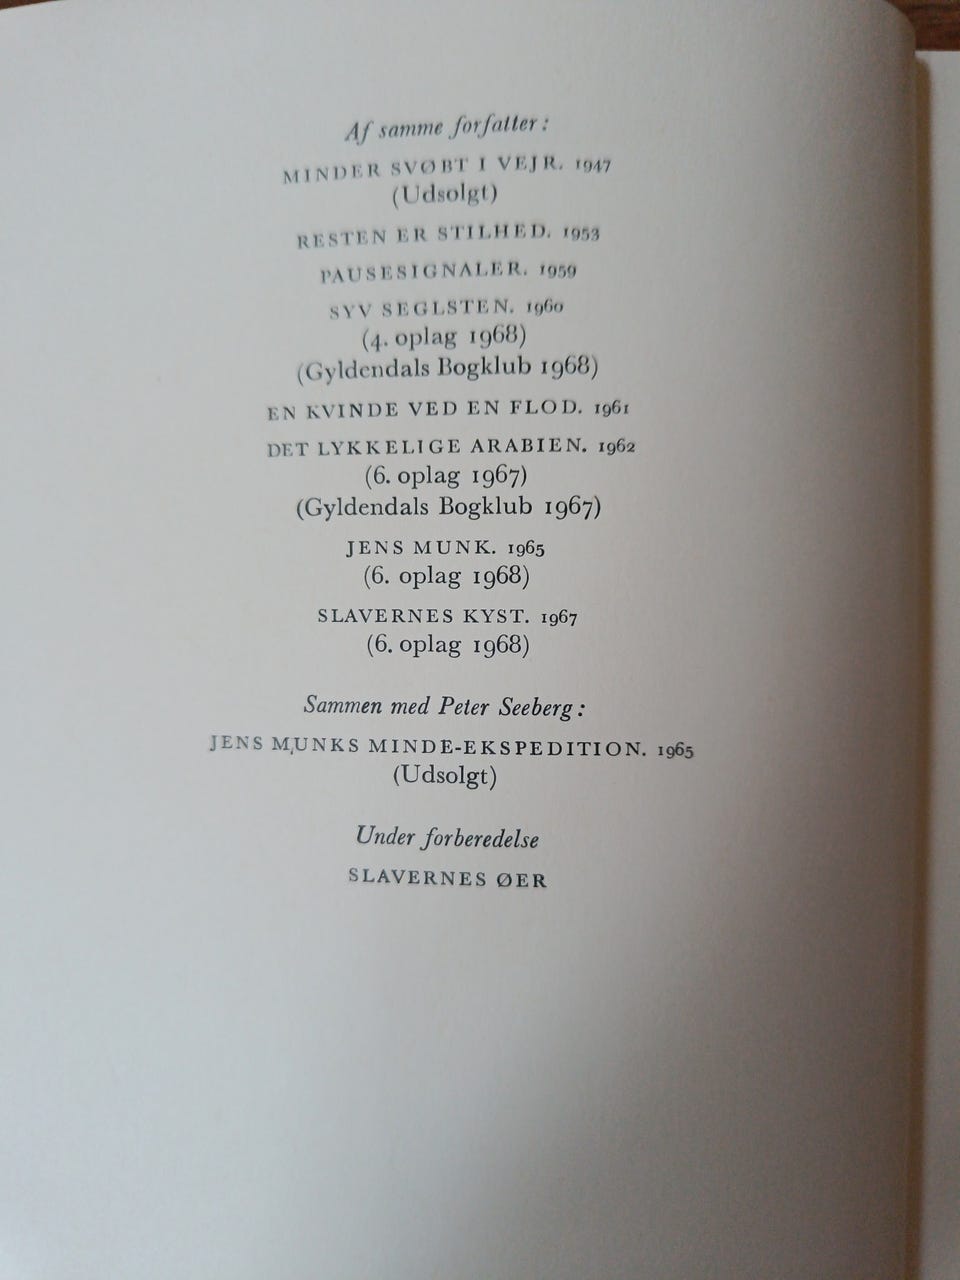 Af samme forfatter:
MINDER SVØBT I VEJR. 1947
(Udsolgt)
RESTEN ER STILHED. 1953
PAUSESIGNALER. 1959
SYV SEGLSTEN. 1960
(4. oplag 1968)
(Gyldendals Bogklub 1968)
EN KVINDE VED EN FLOD. 1961
DET LYKKELIGE ARABIEN. 1962
(6. oplag 1967)
(Gyldendals Bogklub 1967)
JENS MUNK. 1965
(6. oplag 1968)
SLAVERNES KYST. 1967
(6. oplag 1968)
Sammen med Peter Seeberg:
JENS MUNKS MINDE-EKSPEDITION. 1965
(Udsolgt)
Under forberedelse
SLAVERNES ØER